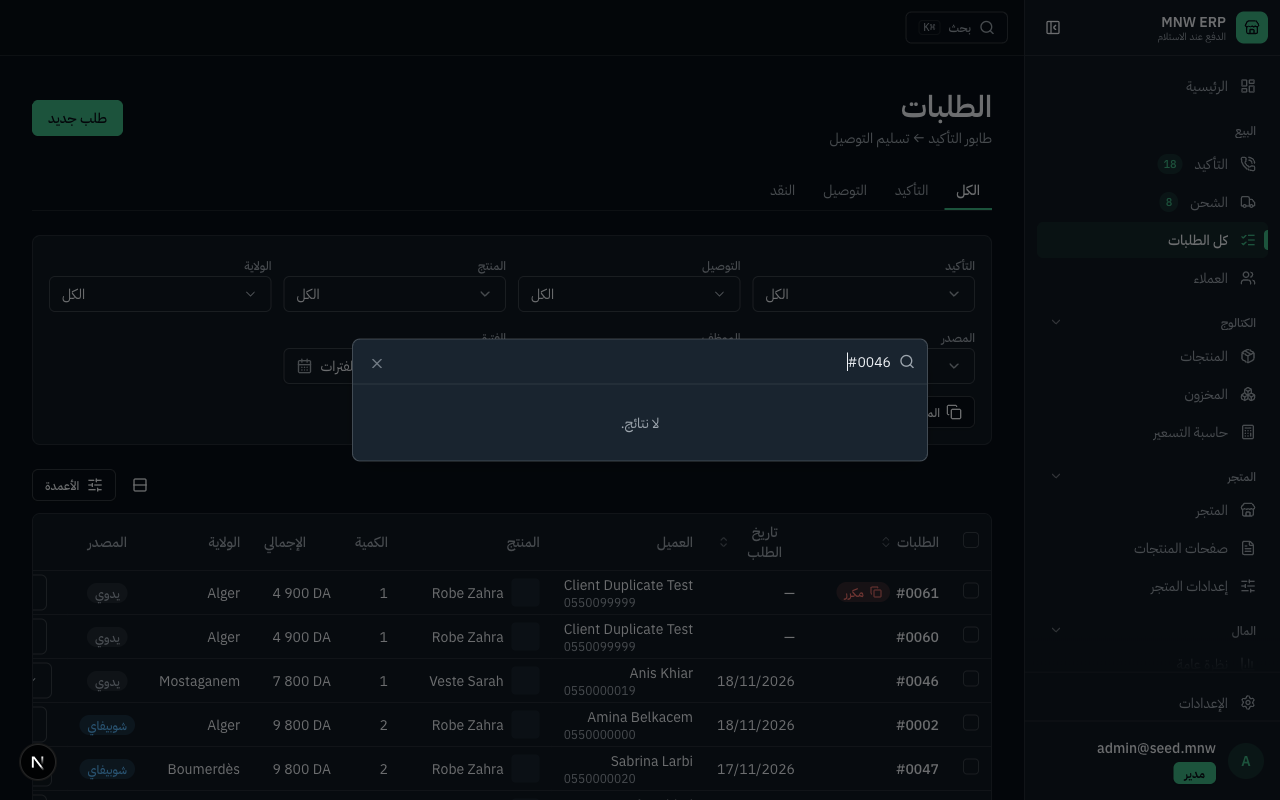 MNW ERP
الدفع عند الاستلام
بحث
⌘K
الرئيسية
البيع
التأكيد
18
الشحن
8
كل الطلبات
العملاء
الكتالوج
المنتجات
المخزون
حاسبة التسعير
المتجر
المتجر
صفحات المنتجات
إعدادات المتجر
المال
الإعدادات
admin@seed.mnw
مدير
A
الطلبات
طابور التأكيد ← تسليم التوصيل
طلب جديد
الكل
التأكيد
التوصيل
النقد
التأكيد
التوصيل
المنتج
الولاية
الكل
الكل
الكل
الكل
المصدر
#0046
لا نتائج.
الأعمدة
الطلبات
تاريخ الطلب
العميل
المنتج
الكمية
الإجمالي
الولاية
المصدر
#0061 مكرر — Client Duplicate Test Robe Zahra 1 4 900 DA Alger يدوي
0550099999
#0060 — Client Duplicate Test Robe Zahra 1 4 900 DA Alger يدوي
0550099999
#0046 18/11/2026 Anis Khiar Veste Sarah 1 7 800 DA Mostaganem يدوي
0550000019
#0002 18/11/2026 Amina Belkacem Robe Zahra 2 9 800 DA Alger شوبيفاي
0550000000
#0047 17/11/2026 Sabrina Larbi Robe Zahra 2 9 800 DA Boumerdès شوبيفاي
0550000020
N